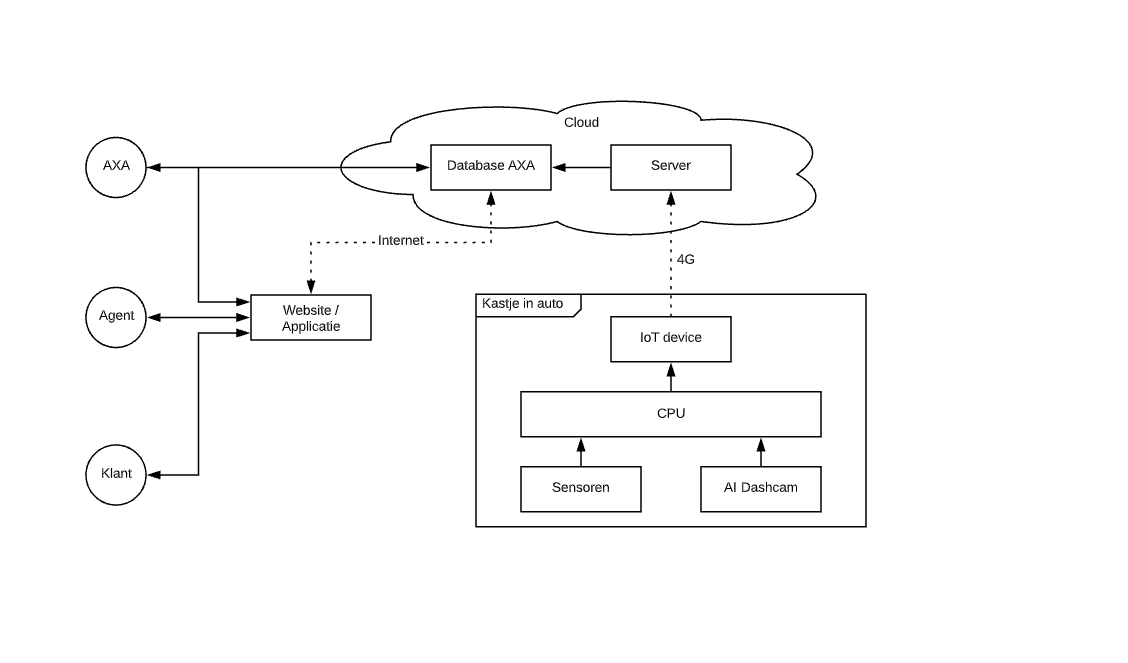 Cloud
AXA
Database AXA
Server
Internet
4G
Agent
Website /
Applicatie
Kastje in auto
IoT device
CPU
Klant
Sensoren
AI Dashcam